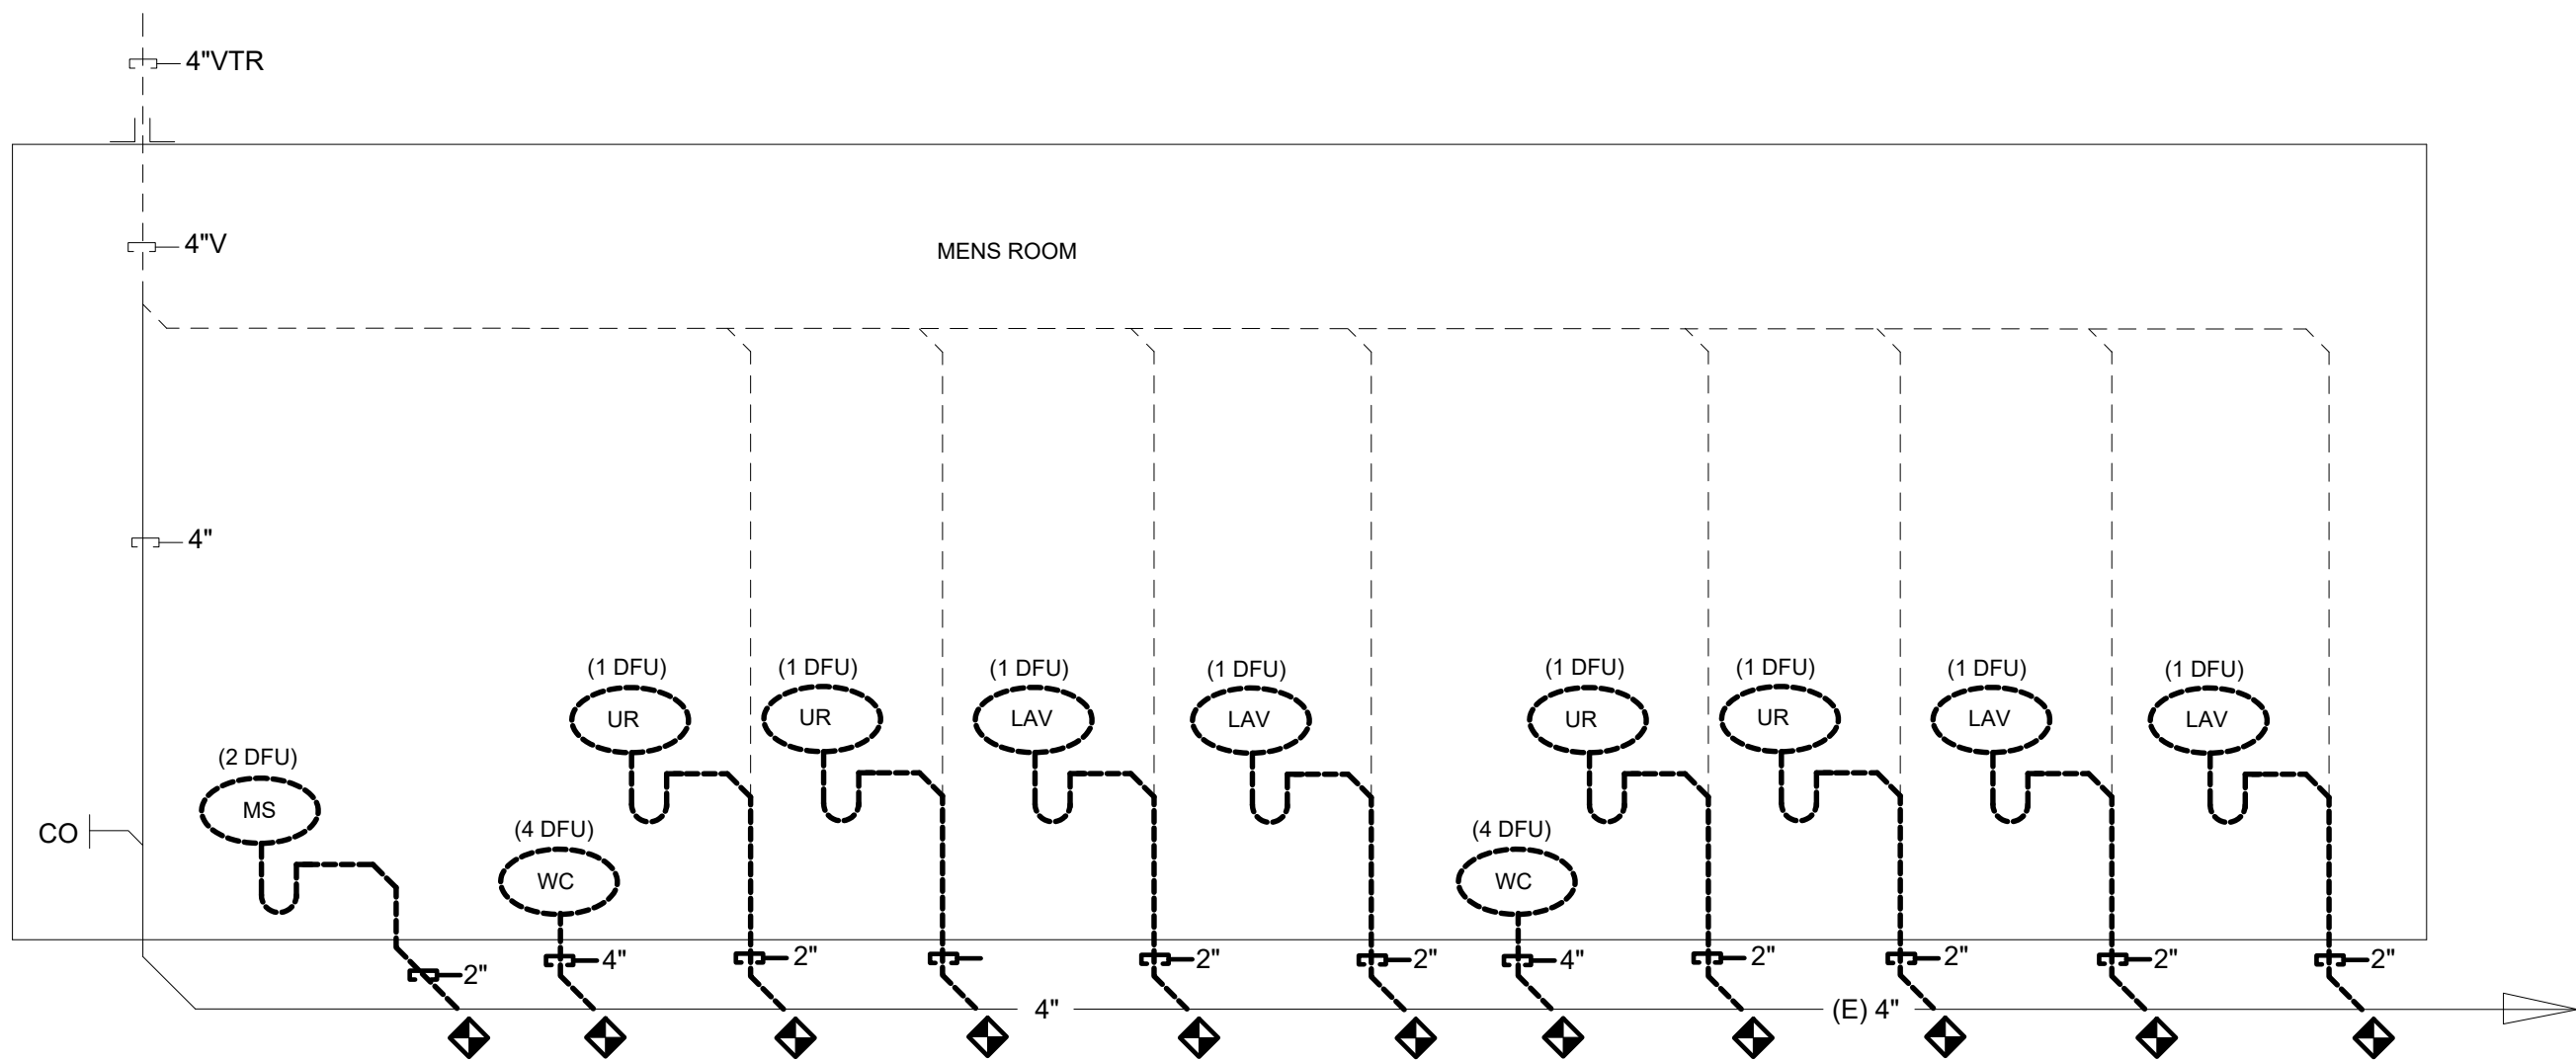 4"VTR
4"V
MENS ROOM
4"
(1 DFU) (1 DFU) (1 DFU) (1 DFU) (1 DFU) (1 DFU) (1 DFU) (1 DFU)
UR UR LAV LAV UR UR LAV LAV
(2 DFU)
MS
CO
(4 DFU) (4 DFU)
WC WC
2" 4" 2" 2" 2" 4" 2" 2" 2" 2"
4" (E) 4"